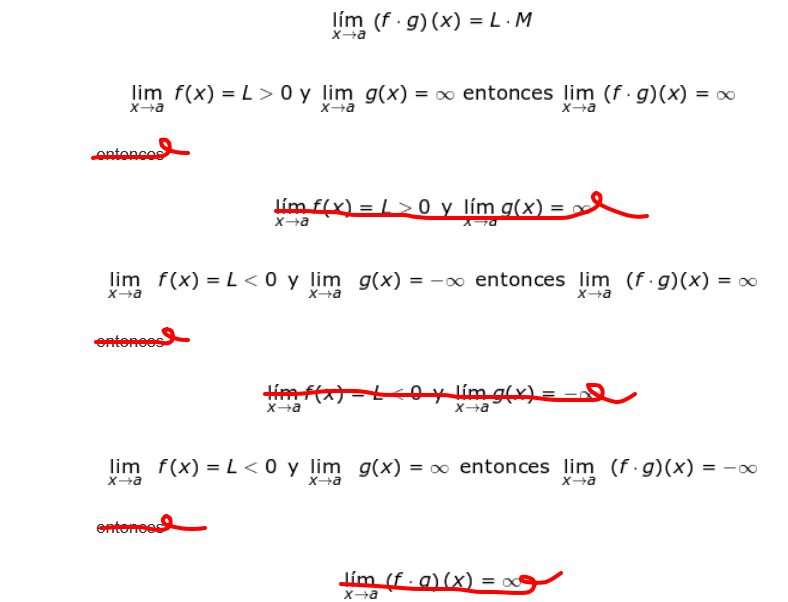 lím x→a (f · g)(x) = L · M
lim x→a f(x) = L > 0 y lim x→a g(x) = ∞ entonces lim x→a (f · g)(x) = ∞
entonces
lím x→a f(x) = L > 0 y lím x→a g(x) = ∞
lim x→a f(x) = L < 0 y lim x→a g(x) = −∞ entonces lim x→a (f · g)(x) = ∞
entonces
lím x→a f(x) = L < 0 y lím x→a g(x) = −∞
lim x→a f(x) = L < 0 y lim x→a g(x) = ∞ entonces lim x→a (f · g)(x) = −∞
entonces
lím x→a (f · g)(x) = ∞